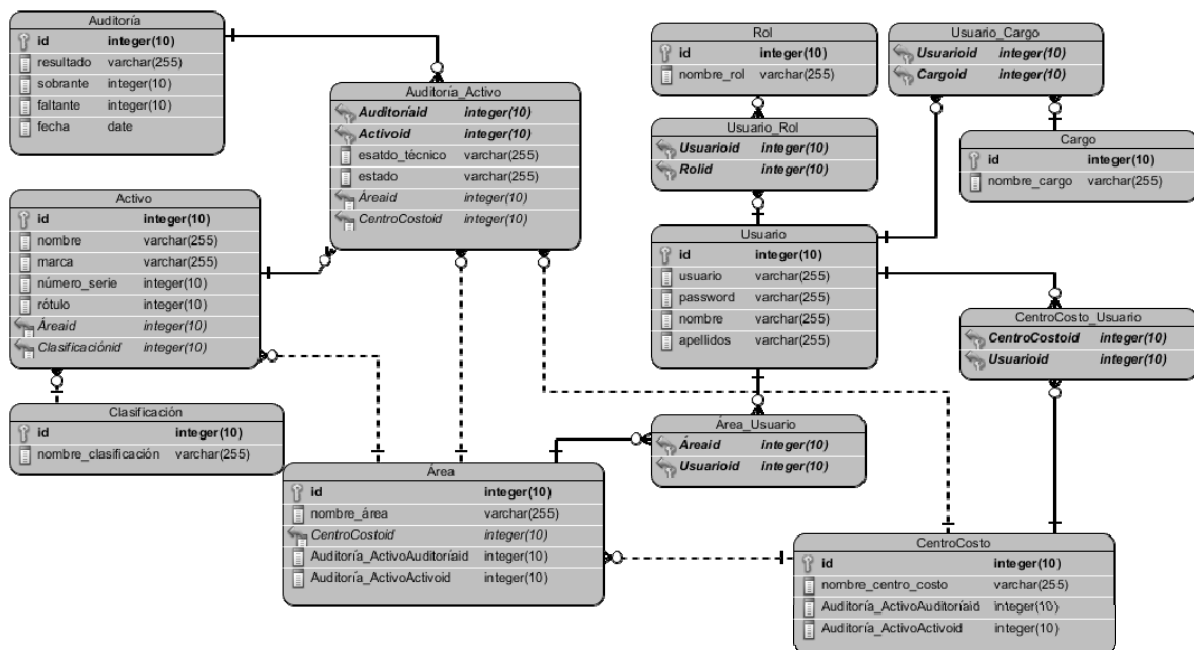 Auditoría
id integer(10)
resultado varchar(255)
sobrante integer(10)
faltante integer(10)
fecha date
Auditoría_Activo
Auditoríaid integer(10)
Activoid integer(10)
esatdo_técnico varchar(255)
estado varchar(255)
Áreaid integer(10)
CentroCostoid integer(10)
Rol
id integer(10)
nombre_rol varchar(255)
Usuario_Cargo
Usuarioid integer(10)
Cargoid integer(10)
Usuario_Rol
Usuarioid integer(10)
Rolid integer(10)
Cargo
id integer(10)
nombre_cargo varchar(255)
Activo
id integer(10)
nombre varchar(255)
marca varchar(255)
número_serie integer(10)
rótulo integer(10)
Áreaid integer(10)
Clasificaciónid integer(10)
Usuario
id integer(10)
usuario varchar(255)
password varchar(255)
nombre varchar(255)
apellidos varchar(255)
CentroCosto_Usuario
CentroCostoid integer(10)
Usuarioid integer(10)
Clasificación
id integer(10)
nombre_clasificación varchar(255)
Área_Usuario
Áreaid integer(10)
Usuarioid integer(10)
Área
id integer(10)
nombre_área varchar(255)
CentroCostoid integer(10)
Auditoría_ActivoAuditoríaid integer(10)
Auditoría_ActivoActivoid integer(10)
CentroCosto
id integer(10)
nombre_centro_costo varchar(255)
Auditoría_ActivoAuditoríaid integer(10)
Auditoría_ActivoActivoid integer(10)